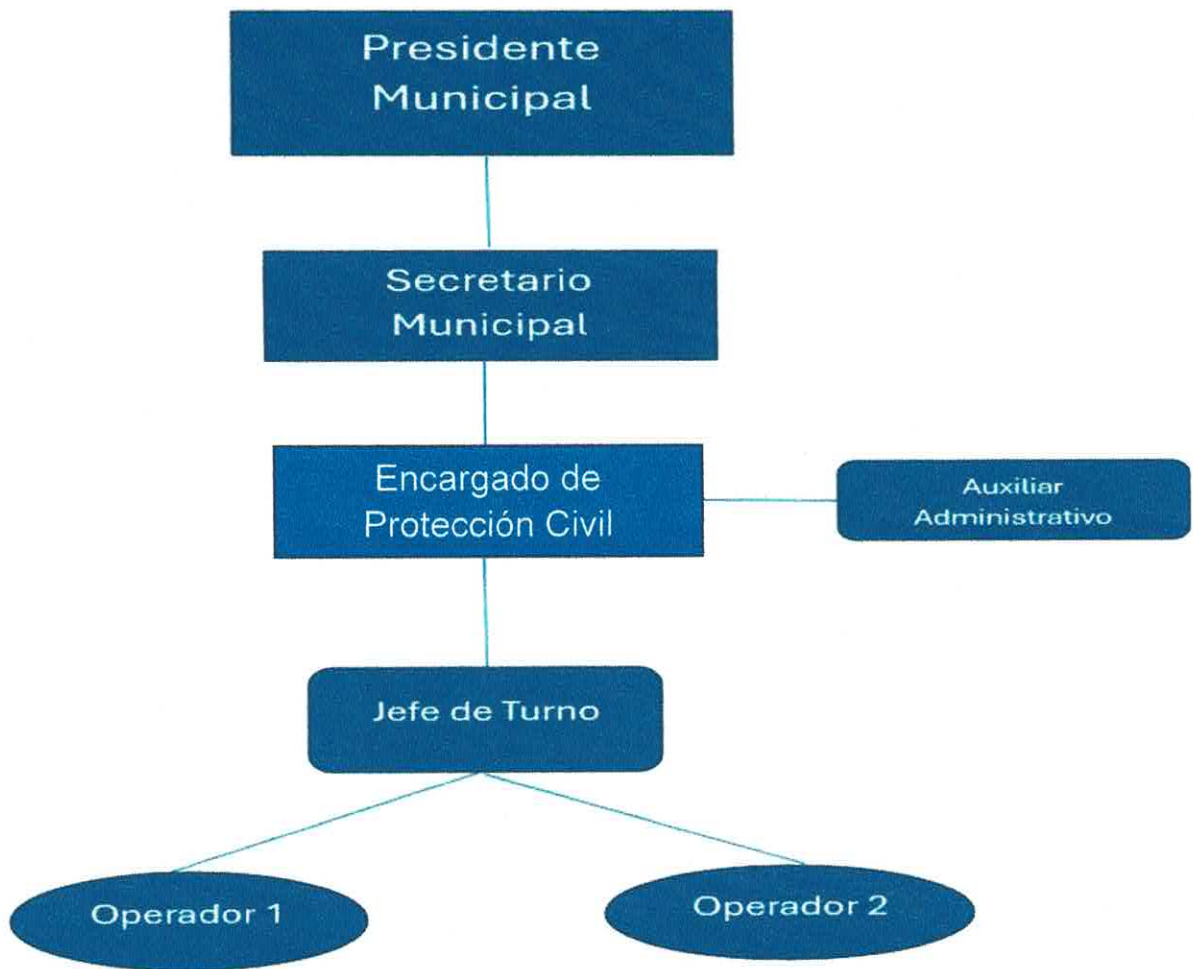 Presidente
Municipal
Secretario
Municipal
Encargado de
Protección Civil
Auxiliar
Administrativo
Jefe de Turno
Operador 1
Operador 2